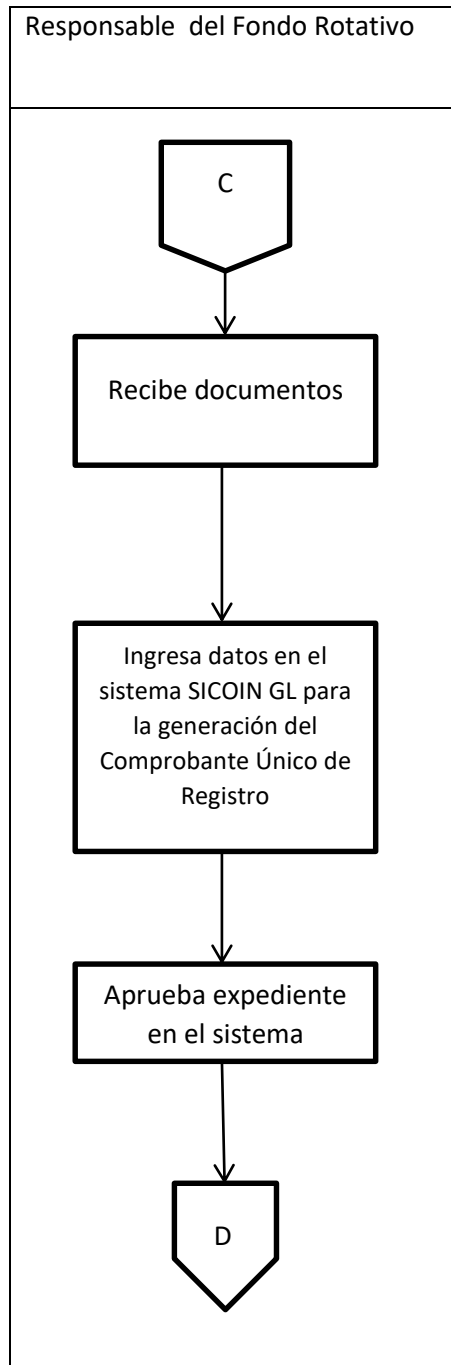 Responsable  del Fondo Rotativo
C
Recibe documentos
Ingresa datos en el
sistema SICOIN GL para
la generación del
Comprobante Único de
Registro
Aprueba expediente
en el sistema
D